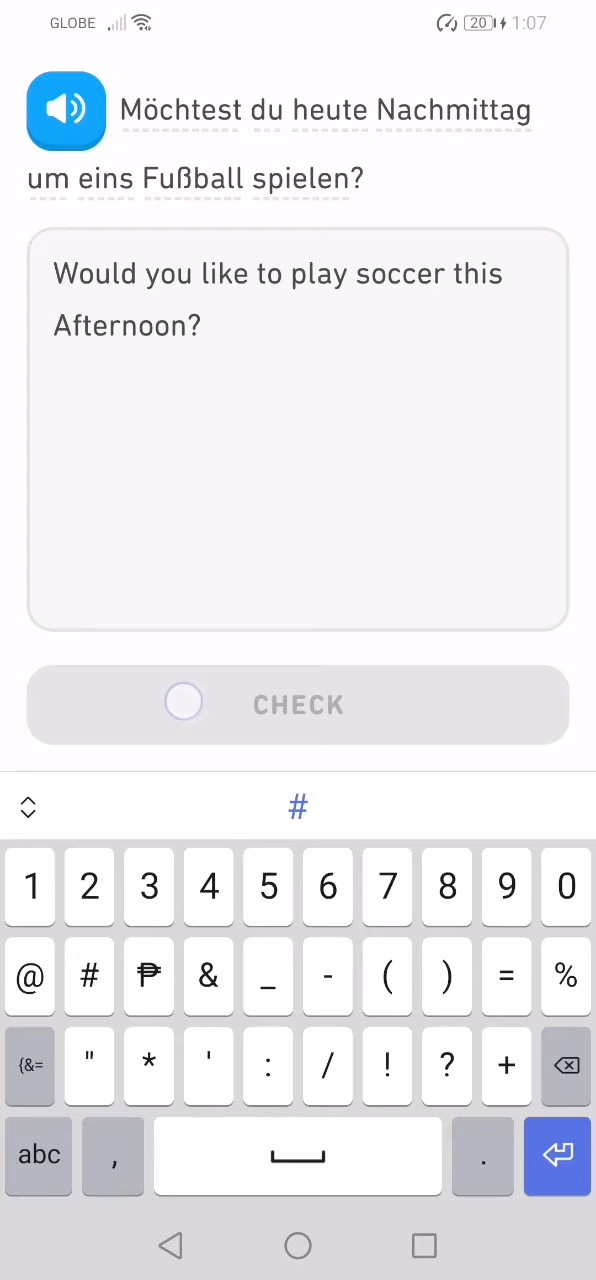 GLOBE 20 1:07
Möchtest du heute Nachmittag
um eins Fußball spielen?
Would you like to play soccer this
Afternoon?
CHECK
#
1 2 3 4 5 6 7 8 9 0
@ # ₱ & _ - ( ) = %
{&= " * ' : / ! ? +
abc , .